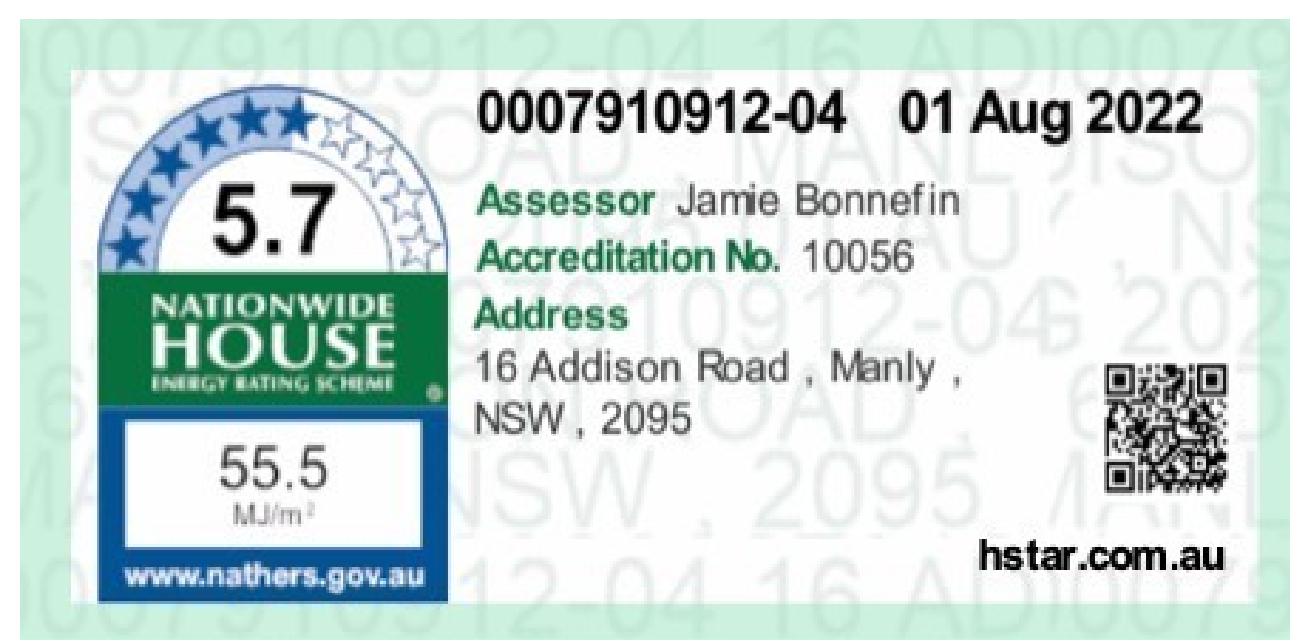 0007910912-04 01 Aug 2022
Assessor Jamie Bonnefin
Accreditation No. 10056
Address
16 Addison Road , Manly ,
NSW , 2095
5.7
NATIONWIDE
HOUSE
ENERGY RATING SCHEME
®
55.5
MJ/m²
www.nathers.gov.au
hstar.com.au